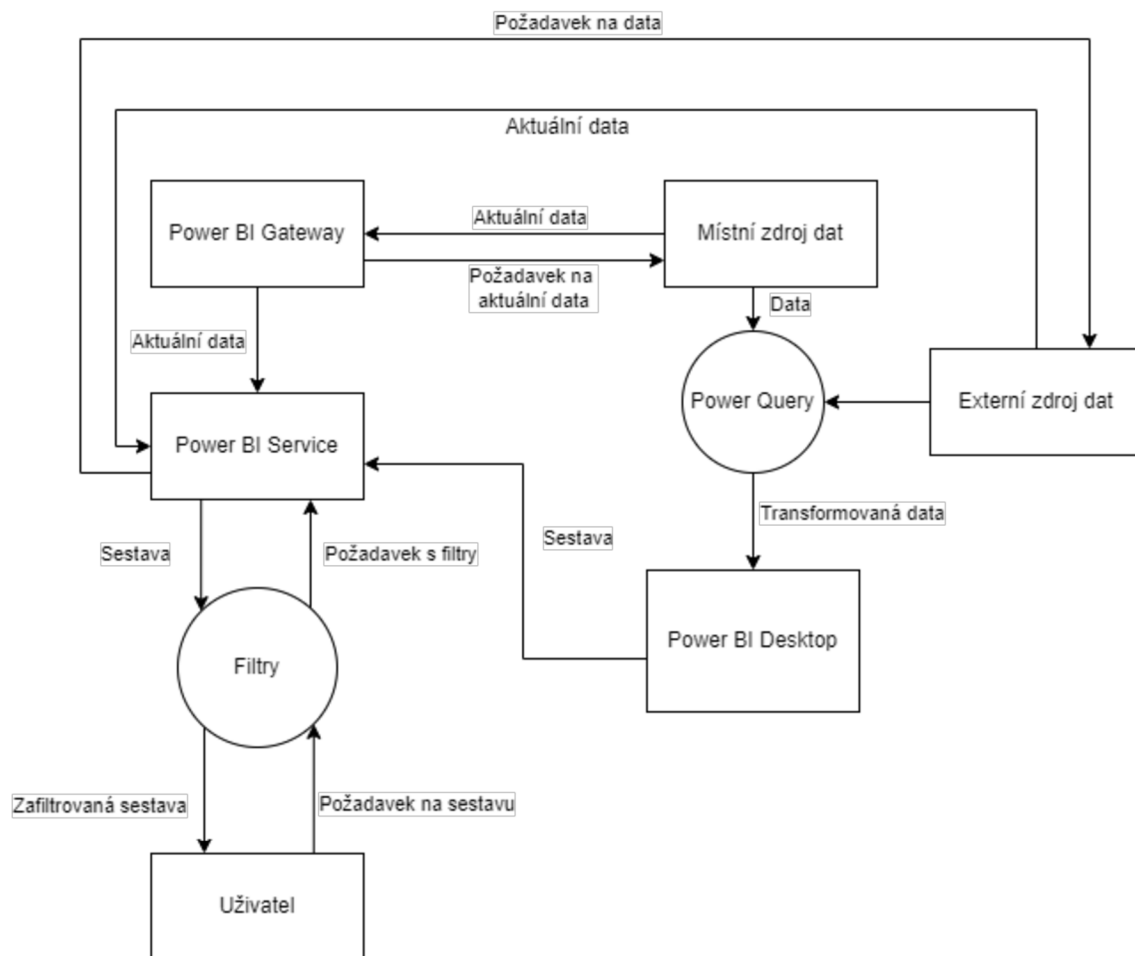 Požadavek na data
Aktuální data
Power BI Gateway
Aktuální data
Místní zdroj dat
Požadavek na
aktuální data
Data
Aktuální data
Power Query
Externí zdroj dat
Power BI Service
Transformovaná data
Sestava
Požadavek s filtry
Sestava
Power BI Desktop
Filtry
Zafiltrovaná sestava
Požadavek na sestavu
Uživatel